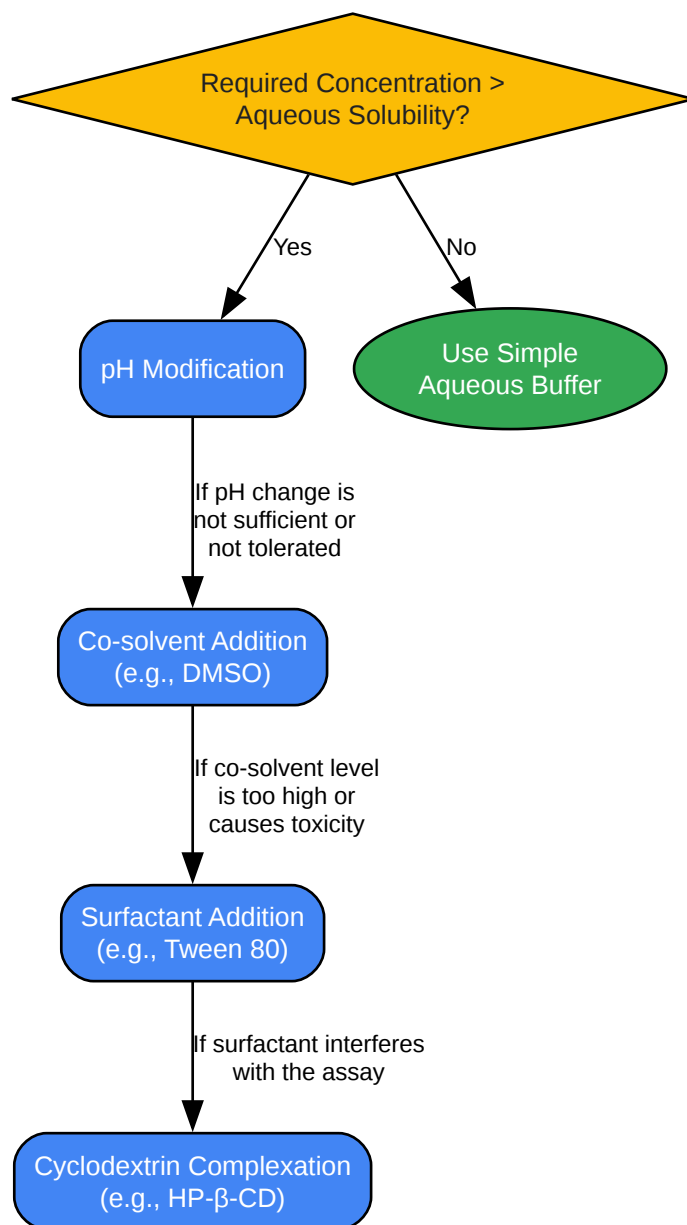 Required Concentration >
Aqueous Solubility?
Yes
No
pH Modification
Use Simple
Aqueous Buffer
If pH change is
not sufficient or
not tolerated
Co-solvent Addition
(e.g., DMSO)
If co-solvent level
is too high or
causes toxicity
Surfactant Addition
(e.g., Tween 80)
If surfactant interferes
with the assay
Cyclodextrin Complexation
(e.g., HP-β-CD)